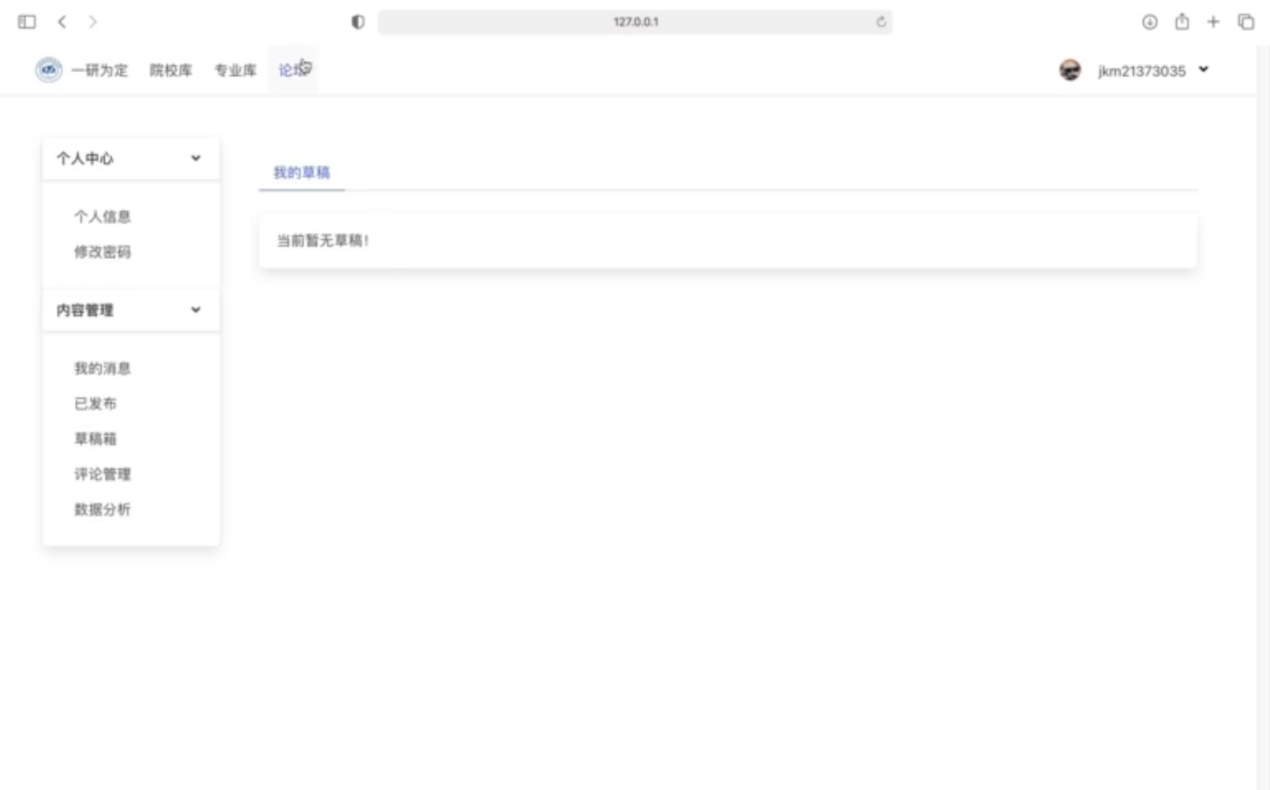 127.0.0.1
一研为定 院校库 专业库 论坛 jkm21373035
个人中心
个人信息
修改密码
内容管理
我的消息
已发布
草稿箱
评论管理
数据分析
我的草稿
当前暂无草稿!